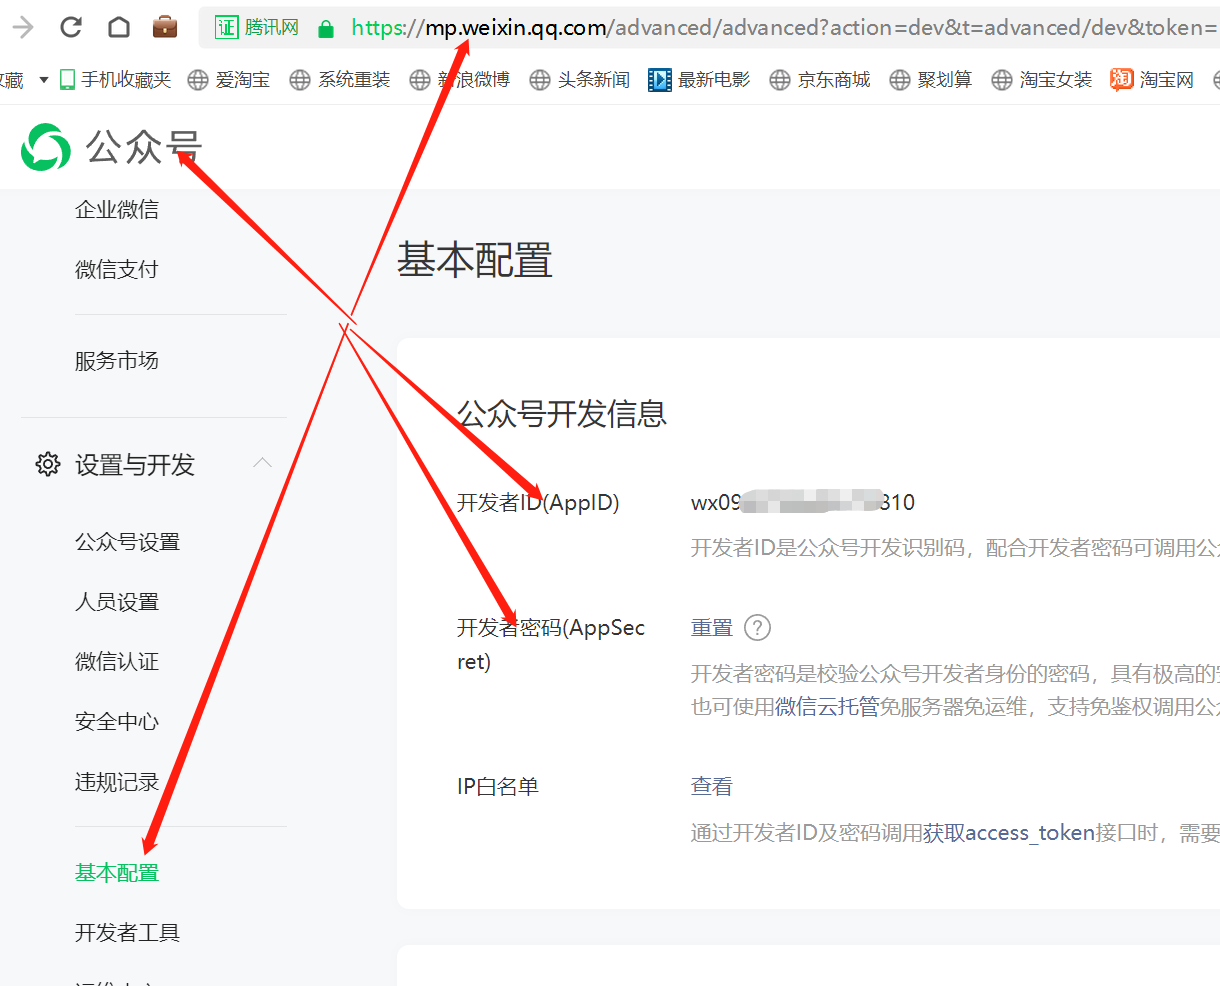 证 腾讯网 https://mp.weixin.qq.com/advanced/advanced?action=dev&t=advanced/dev&token=
收藏 手机收藏夹 爱淘宝 系统重装 新浪微博 头条新闻 最新电影 京东商城 聚划算 淘宝女装 淘 淘宝网
公众号
企业微信
微信支付
服务市场
设置与开发
公众号设置
人员设置
微信认证
安全中心
违规记录
基本配置
开发者工具
基本配置
公众号开发信息
开发者ID(AppID) wx09 810
开发者ID是公众号开发识别码，配合开发者密码可调用公
开发者密码(AppSec
ret)
重置 ?
开发者密码是校验公众号开发者身份的密码，具有极高的
也可使用微信云托管免服务器免运维，支持免鉴权调用公
IP白名单 查看
通过开发者ID及密码调用获取access_token接口时，需要